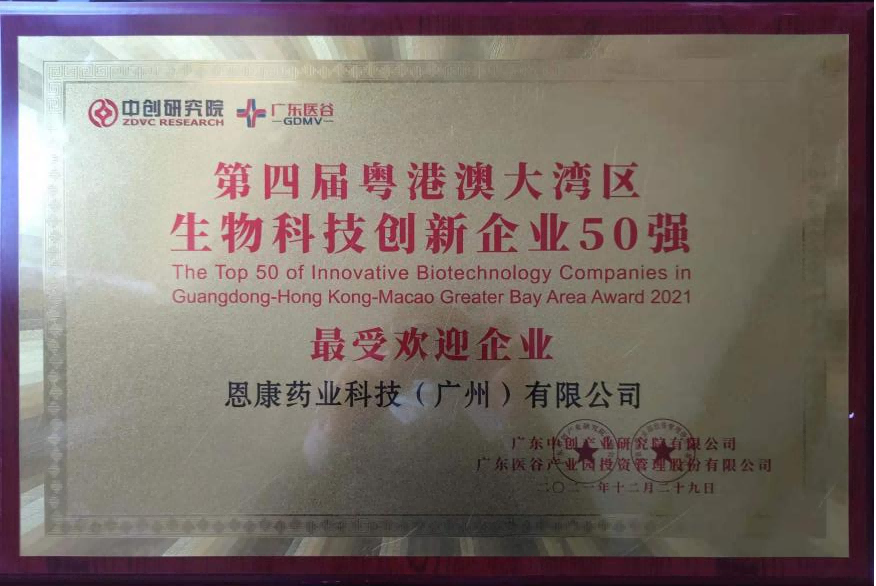 中创研究院 广东医谷
ZDVC RESEARCH —GDMV—
第四届粤港澳大湾区
生物科技创新企业50强
The Top 50 of Innovative Biotechnology Companies in
Guangdong-Hong Kong-Macao Greater Bay Area Award 2021
最受欢迎企业
恩康药业科技（广州）有限公司
广东中创产业研究院有限公司
广东医谷产业园投资管理股份有限公司
二〇二一年十二月二十九日